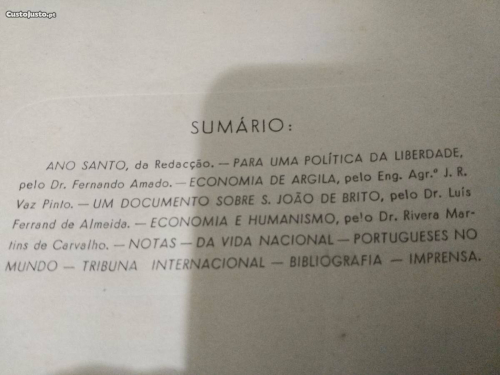 CustoJusto.pt
SUMÁRIO:
ANO SANTO, da Redacção. — PARA UMA POLÍTICA DA LIBERDADE,
pelo Dr. Fernando Amado. — ECONOMIA DE ARGILA, pelo Eng. Agr.º J. R.
Vaz Pinto. — UM DOCUMENTO SOBRE S. JOÃO DE BRITO, pelo Dr. Luís
Ferrand de Almeida. — ECONOMIA E HUMANISMO, pelo Dr. Rivera Mar-
tins de Carvalho. — NOTAS — DA VIDA NACIONAL — PORTUGUESES NO
MUNDO — TRIBUNA INTERNACIONAL — BIBLIOGRAFIA — IMPRENSA.